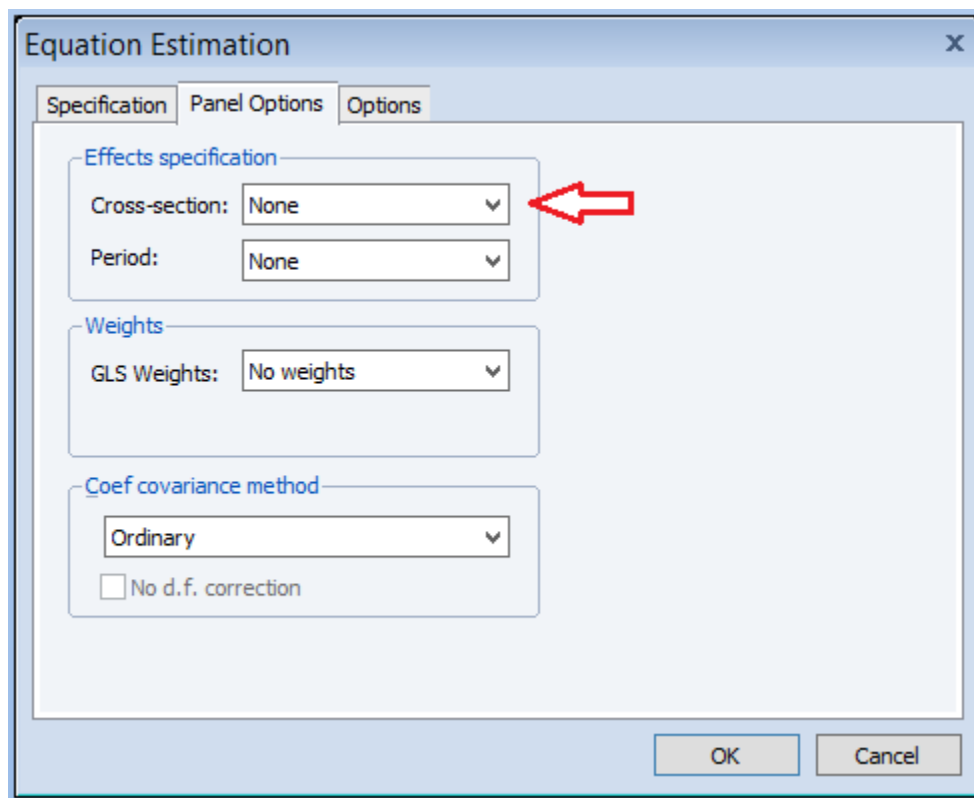 Equation Estimation
x
Specification Panel Options Options
Effects specification
Cross-section: None
Period: None
Weights
GLS Weights: No weights
Coef covariance method
Ordinary
No d.f. correction
OK Cancel